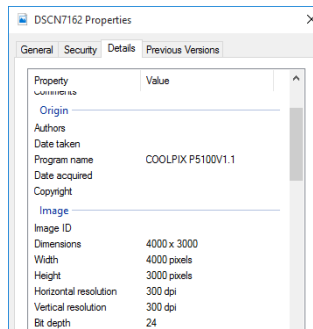 DSCN7162 Properties
General Security Details Previous Versions
Property Value
Comments
Origin
Authors
Date taken
Program name COOLPIX P5100V1.1
Date acquired
Copyright
Image
Image ID
Dimensions 4000 x 3000
Width 4000 pixels
Height 3000 pixels
Horizontal resolution 300 dpi
Vertical resolution 300 dpi
Bit depth 24